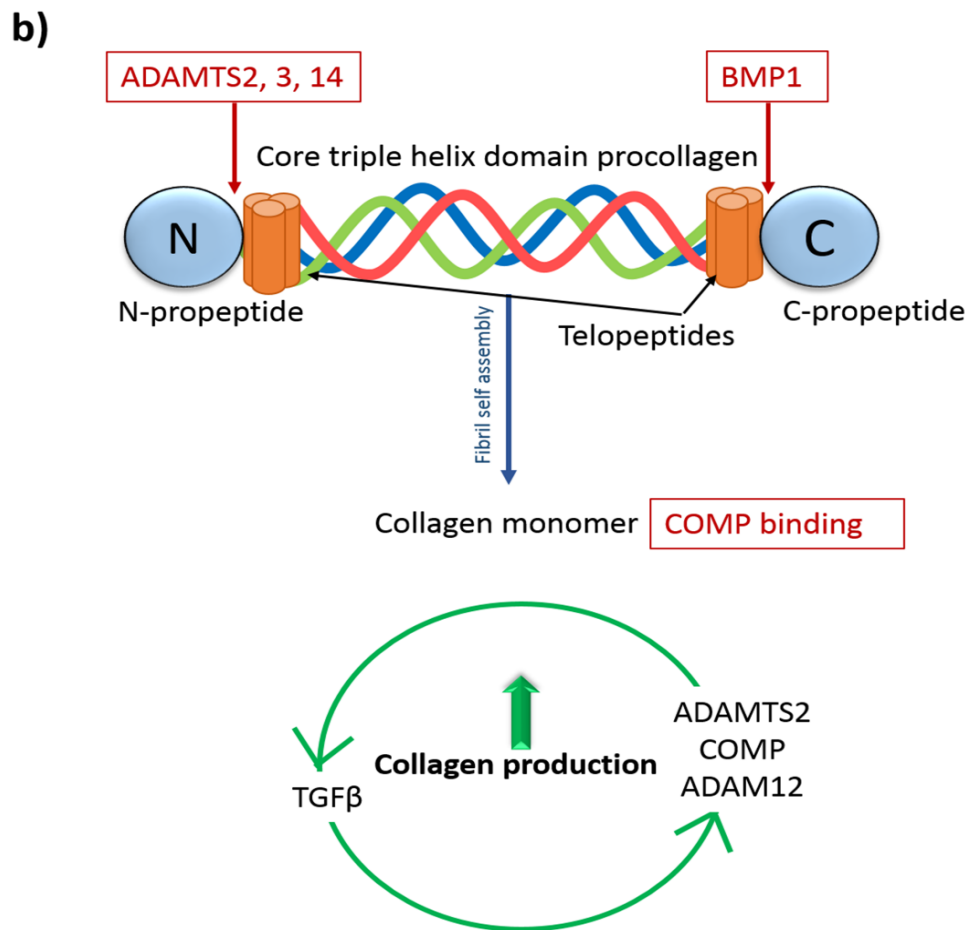 b)
ADAMTS2, 3, 14
BMP1
Core triple helix domain procollagen
N
C
N-propeptide
C-propeptide
Telopeptides
Fibril self assembly
Collagen monomer
COMP binding
ADAMTS2
COMP
ADAM12
Collagen production
TGFβ